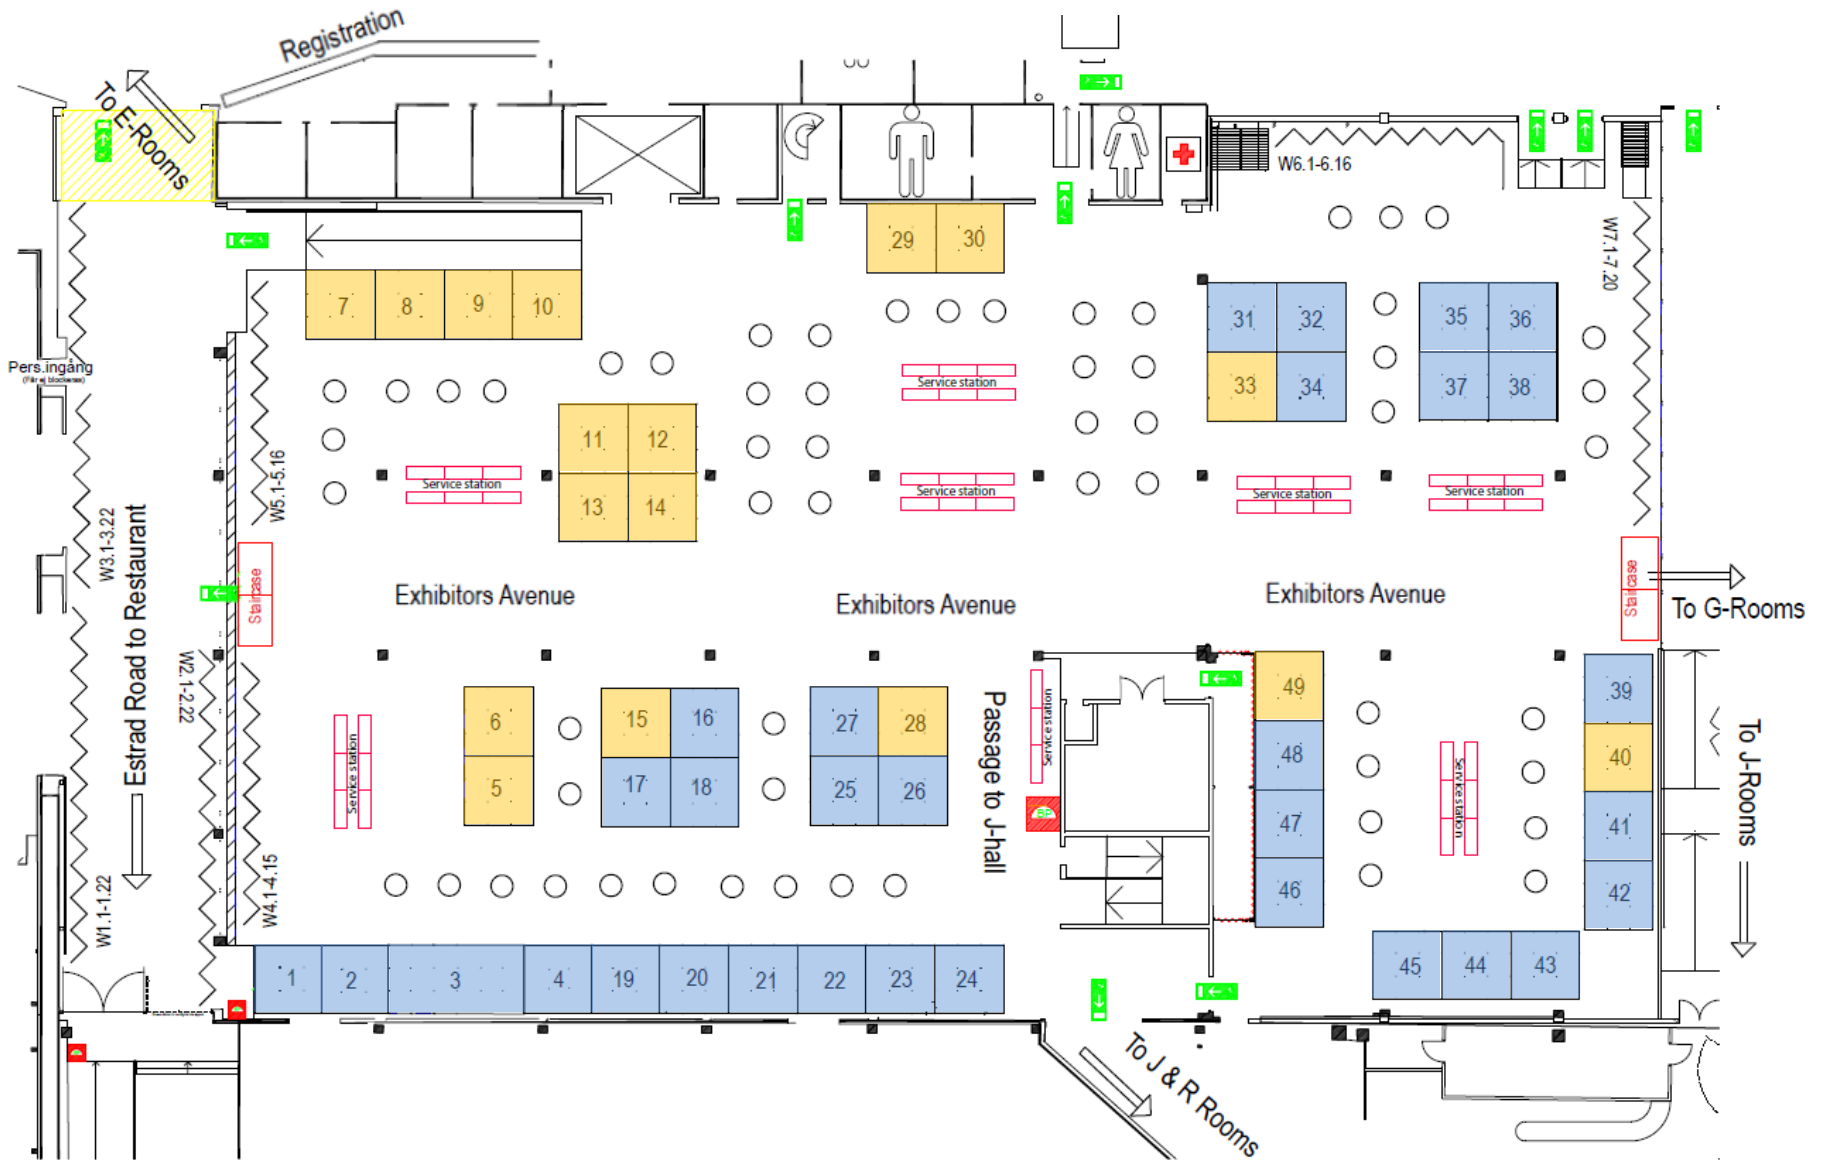 Registration
To E-Rooms
W6.1-6.16
W7.1-7.20
29
30
7
8
9
10
31
32
35
36
33
34
37
38
Pers.ingång
(Får ej blockeras)
Service station
11
12
13
14
Service station
Service station
Service station
Service station
W5.1-5.16
W3.1-3.22
Estrad Road to Restaurant
Staircase
Exhibitors Avenue
Exhibitors Avenue
Exhibitors Avenue
Staircase
To G-Rooms
W2.1-2.22
6
5
15
16
17
18
27
28
25
26
Service station
Passage to J-hall
Service station
BP
49
48
47
46
Service station
39
40
41
42
To J-Rooms
W1.1-1.22
W4.1-4.15
1
2
3
4
19
20
21
22
23
24
45
44
43
To J & R Rooms